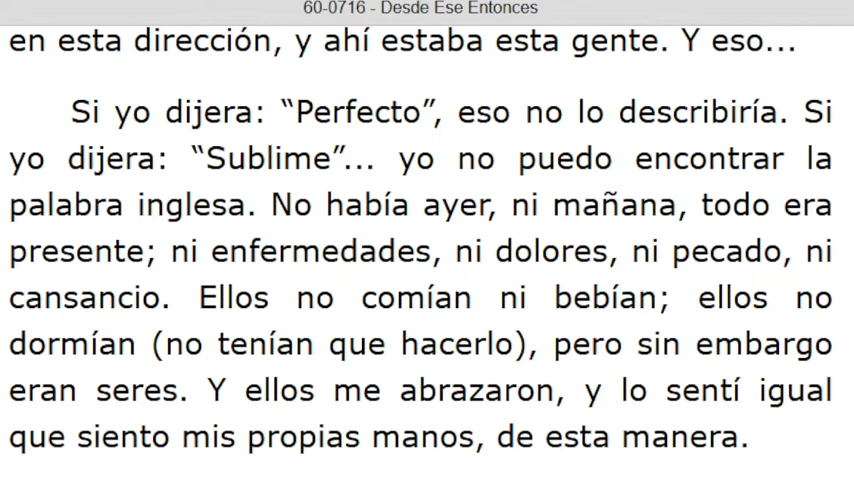 60-0716 - Desde Ese Entonces
en esta dirección, y ahí estaba esta gente. Y eso...
Si yo dijera: “Perfecto”, eso no lo describiría. Si
yo dijera: “Sublime”... yo no puedo encontrar la
palabra inglesa. No había ayer, ni mañana, todo era
presente; ni enfermedades, ni dolores, ni pecado, ni
cansancio. Ellos no comían ni bebían; ellos no
dormían (no tenían que hacerlo), pero sin embargo
eran seres. Y ellos me abrazaron, y lo sentí igual
que siento mis propias manos, de esta manera.